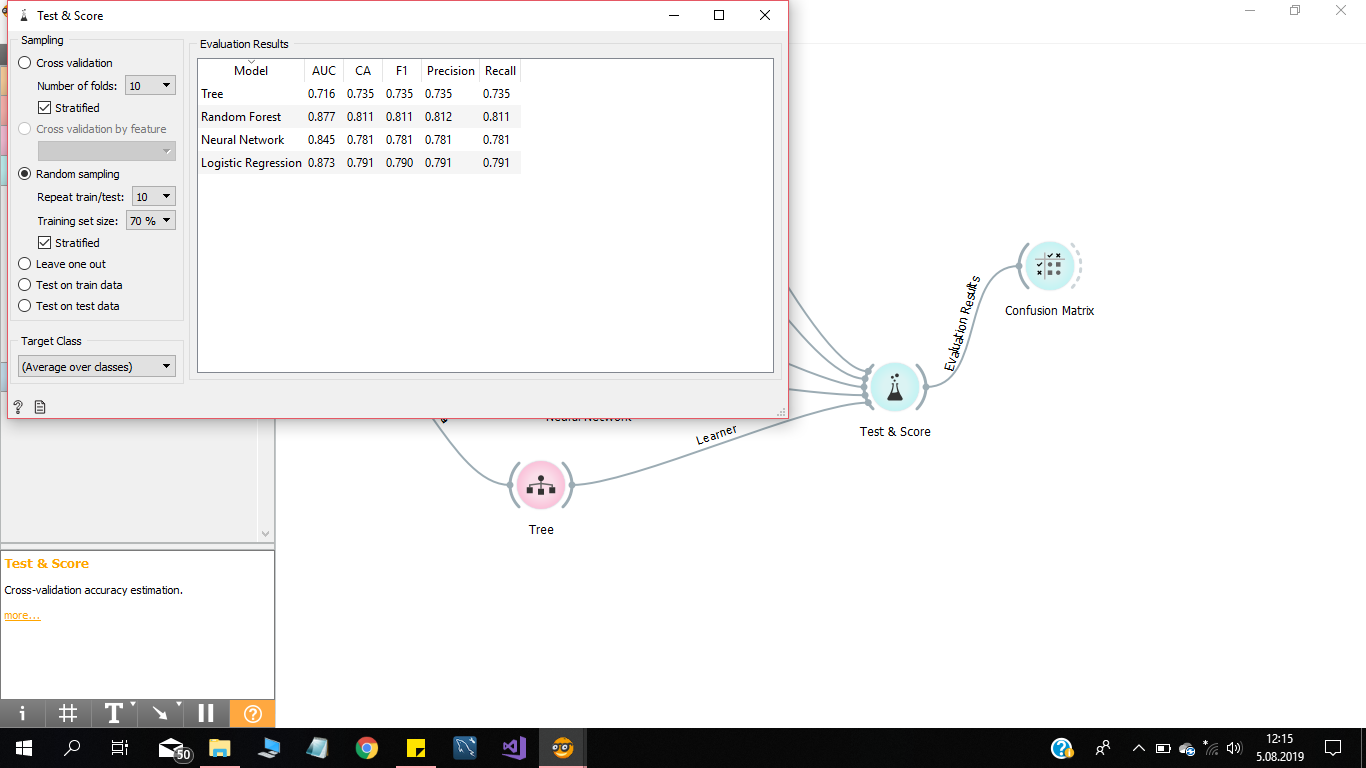 Test & Score
Sampling
Cross validation
Number of folds: 10
Stratified
Cross validation by feature
Random sampling
Repeat train/test: 10
Training set size: 70 %
Stratified
Leave one out
Test on train data
Test on test data
Target Class
(Average over classes)
Evaluation Results
Model AUC CA F1 Precision Recall
Tree 0.716 0.735 0.735 0.735 0.735
Random Forest 0.877 0.811 0.811 0.812 0.811
Neural Network 0.845 0.781 0.781 0.781 0.781
Logistic Regression 0.873 0.791 0.790 0.791 0.791
Evaluation Results
Confusion Matrix
Test & Score
Neural Network
Learner
Tree
Test & Score
Cross-validation accuracy estimation.
more...
50
12:15
5.08.2019